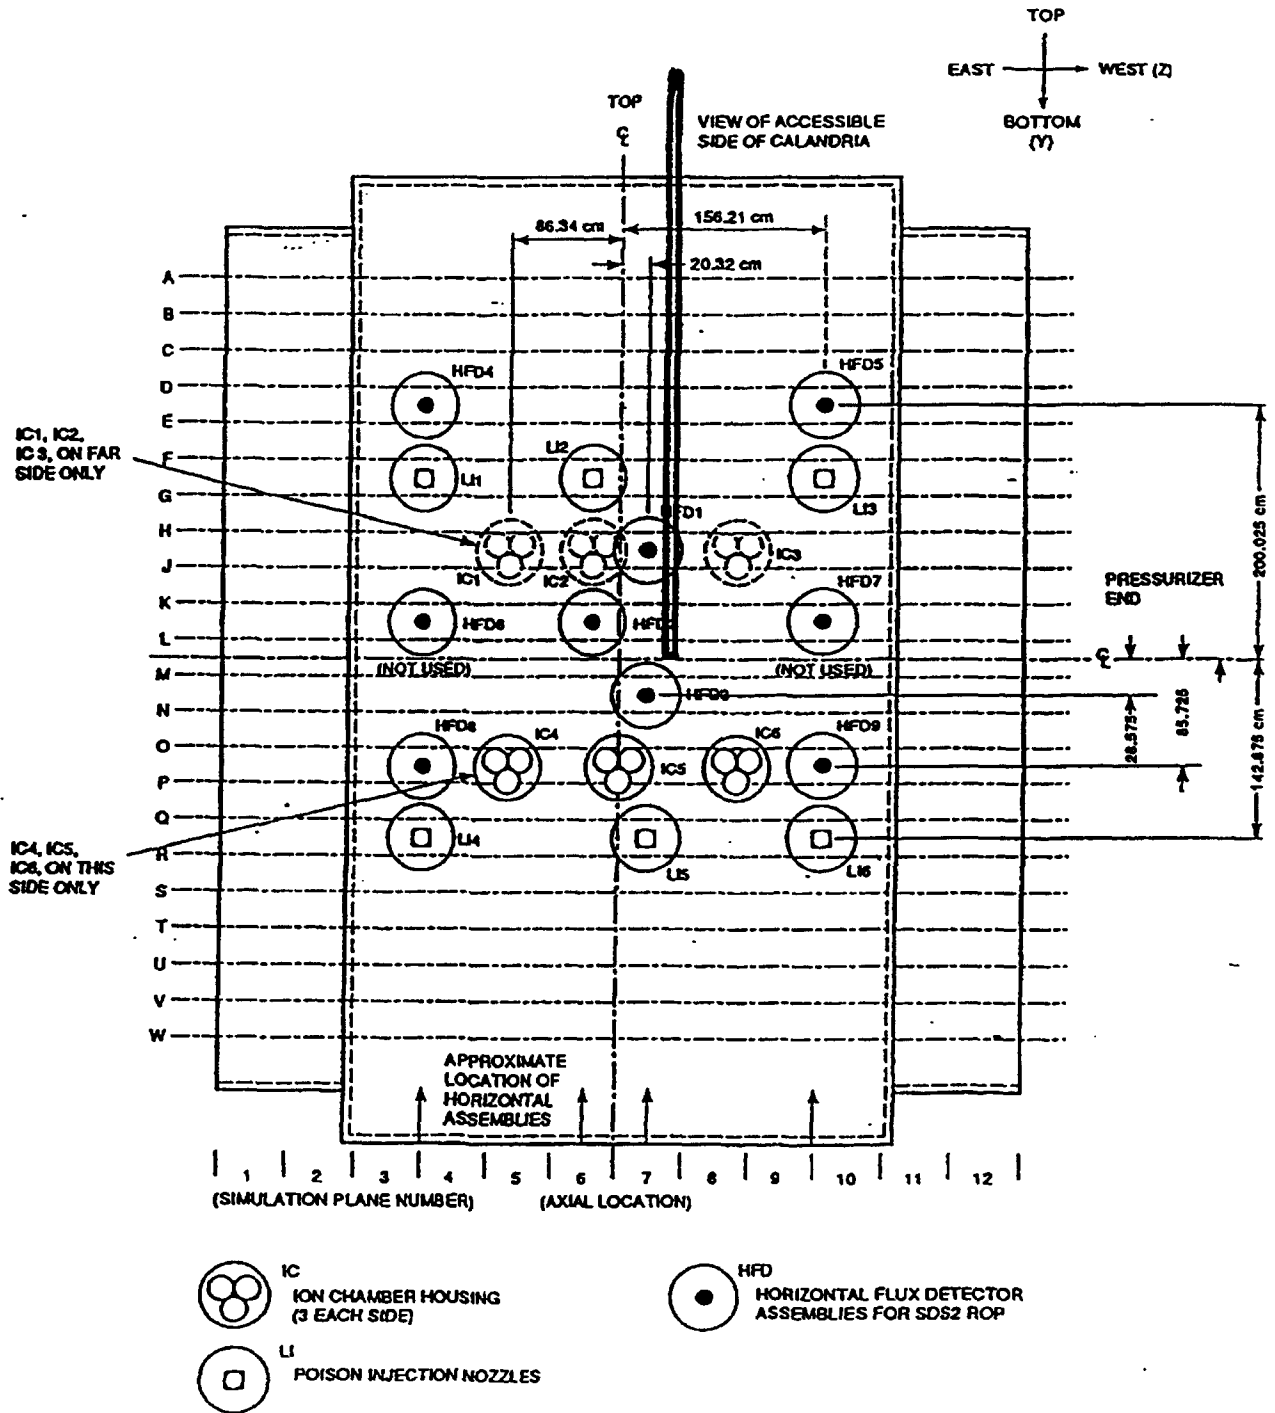 TOP
EAST
WEST (Z)
BOTTOM
(Y)
TOP
℄
VIEW OF ACCESSIBLE
SIDE OF CALANDRIA
86.34 cm
156.21 cm
20.32 cm
A
B
C
D
E
F
G
H
J
K
L
M
N
O
P
Q
R
S
T
U
V
W
HFD4
HFD5
IC1, IC2,
IC 3, ON FAR
SIDE ONLY
LI1
LI2
LI3
HFD1
IC1
IC2
IC3
HFD6
HFD7
(NOT USED)
(NOT USED)
PRESSURIZER
END
℄
200.025 cm
28.575
85.725
142.875 cm
HFD8
IC4
IC5
IC6
HFD9
IC4, IC5,
IC6, ON THIS
SIDE ONLY
LI4
LI5
LI6
APPROXIMATE
LOCATION OF
HORIZONTAL
ASSEMBLIES
1 2 3 4 5 6 7 8 9 10 11 12
(SIMULATION PLANE NUMBER)
(AXIAL LOCATION)
IC
ION CHAMBER HOUSING
(3 EACH SIDE)
HFD
HORIZONTAL FLUX DETECTOR
ASSEMBLIES FOR SDS2 ROP
LI
POISON INJECTION NOZZLES